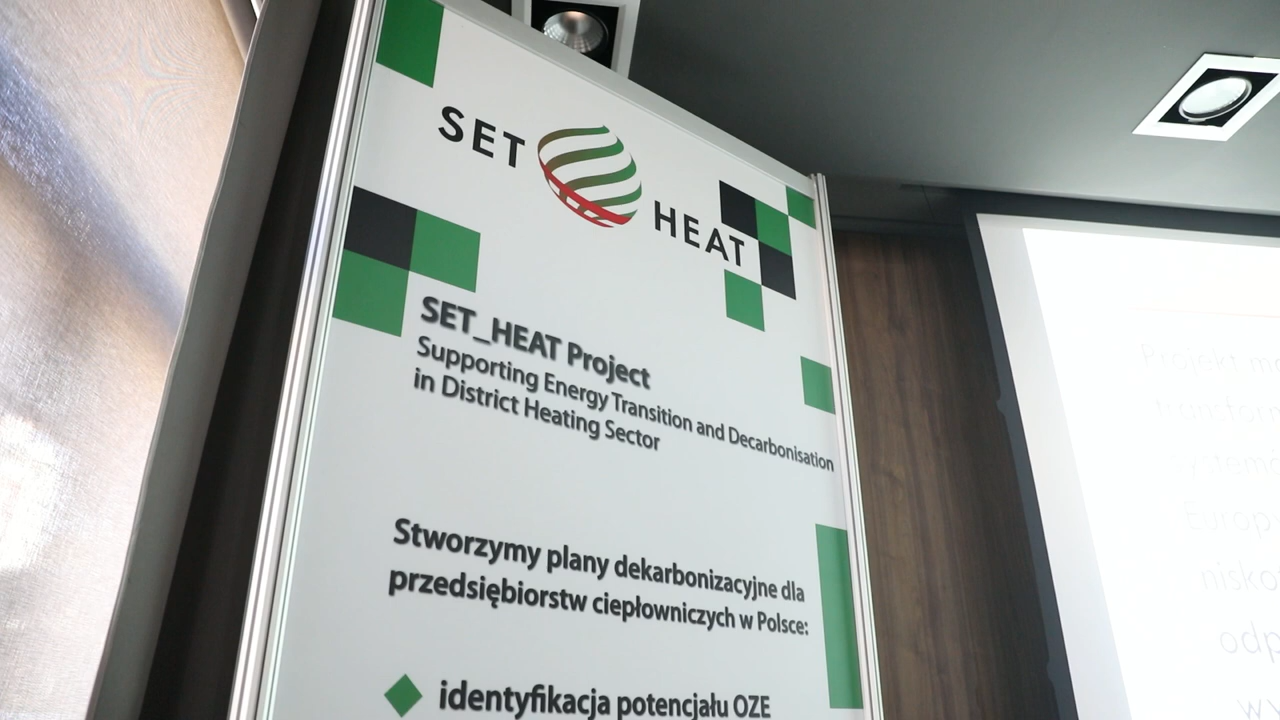 SET HEAT
SET_HEAT Project
Supporting Energy Transition and Decarbonisation
in District Heating Sector
Stworzymy plany dekarbonizacyjne dla
przedsiębiorstw ciepłowniczych w Polsce:
identyfikacja potencjału OZE
Projekt